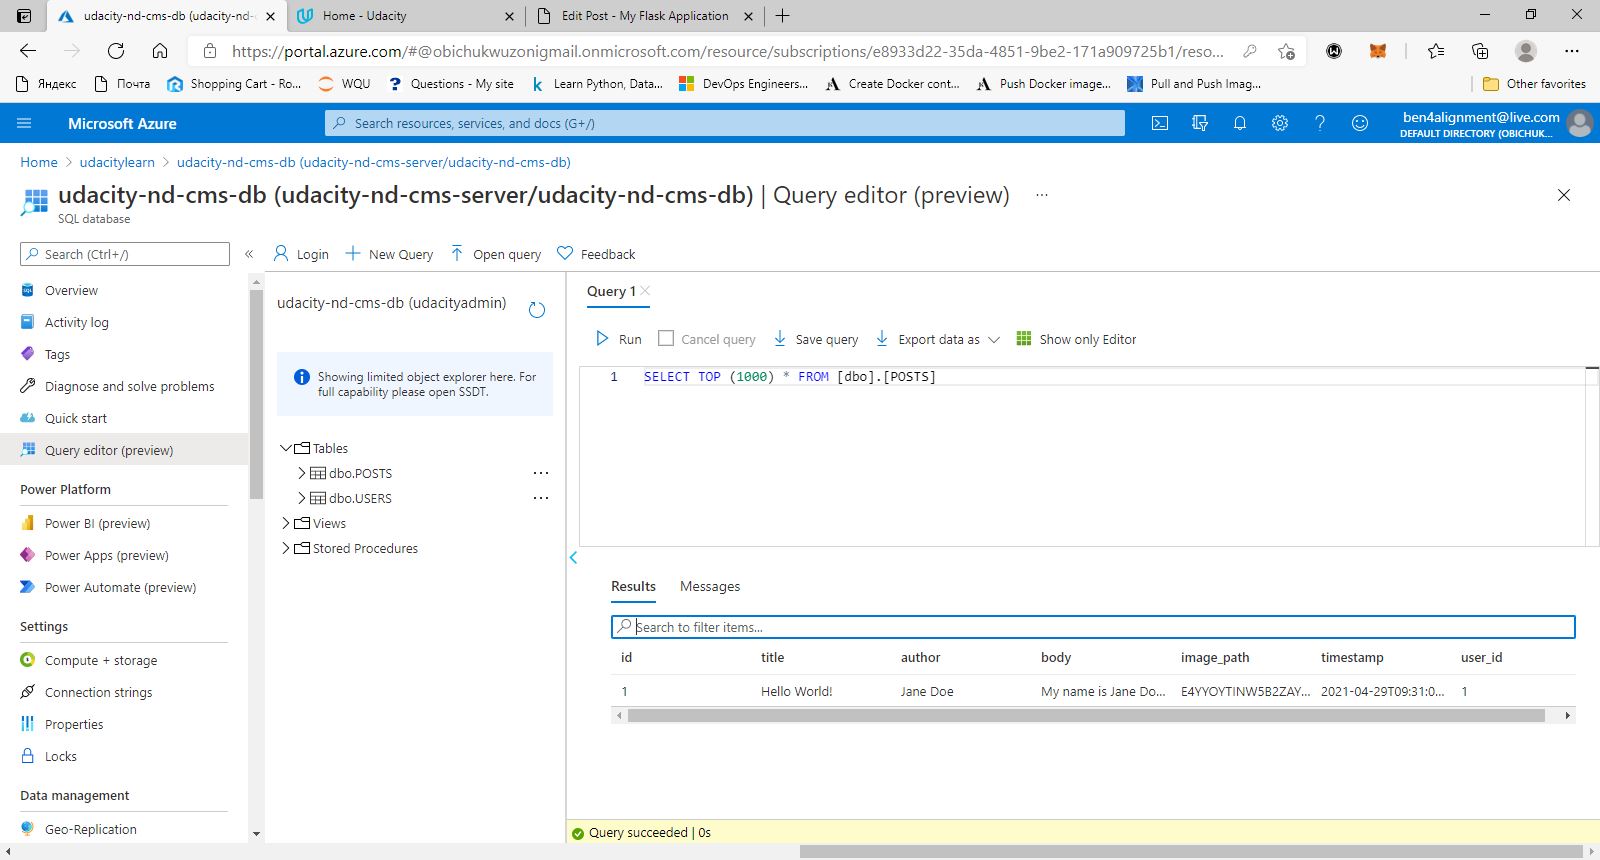 udacity-nd-cms-db (udacity-nd-c
Home - Udacity
Edit Post - My Flask Application
https://portal.azure.com/#@obichukwuzonigmail.onmicrosoft.com/resource/subscriptions/e8933d22-35da-4851-9be2-171a909725b1/reso...
Яндекс
Почта
Shopping Cart - Ro...
WQU
Questions - My site
Learn Python, Data...
DevOps Engineers...
Create Docker cont...
Push Docker image...
Pull and Push Imag...
Other favorites
Microsoft Azure
Search resources, services, and docs (G+/)
ben4alignment@live.com
DEFAULT DIRECTORY (OBICHUK...
Home > udacitylearn > udacity-nd-cms-db (udacity-nd-cms-server/udacity-nd-cms-db)
udacity-nd-cms-db (udacity-nd-cms-server/udacity-nd-cms-db) | Query editor (preview) ...
SQL database
Search (Ctrl+/)
«
Login
New Query
Open query
Feedback
Overview
Activity log
Tags
Diagnose and solve problems
Quick start
Query editor (preview)
Power Platform
Power BI (preview)
Power Apps (preview)
Power Automate (preview)
Settings
Compute + storage
Connection strings
Properties
Locks
Data management
Geo-Replication
udacity-nd-cms-db (udacityadmin)
Showing limited object explorer here. For
full capability please open SSDT.
Tables
dbo.POSTS ...
dbo.USERS ...
Views
Stored Procedures
Query 1
Run
Cancel query
Save query
Export data as
Show only Editor
1 SELECT TOP (1000) * FROM [dbo].[POSTS]
Results
Messages
Search to filter items...
id title author body image_path timestamp user_id
1 Hello World! Jane Doe My name is Jane Do... E4YYOYTINW5B2ZAY... 2021-04-29T09:31:0... 1
Query succeeded | 0s